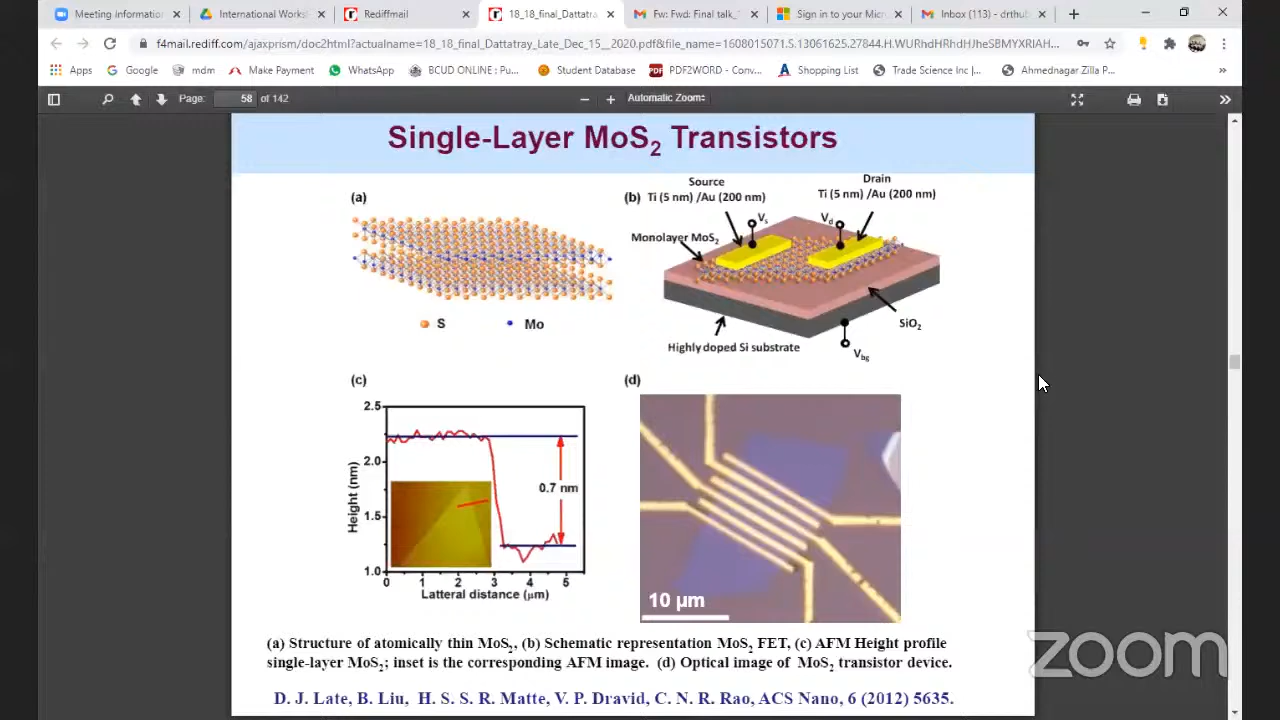 Meeting Information
International Worksh
Rediffmail
18_18_final_Dattatra
Fw: Fwd: Final talk_
Sign in to your Micr
Inbox (113) - drthub
f4mail.rediff.com/ajaxprism/doc2html?actualname=18_18_final_Dattatray_Late_Dec_15__2020.pdf&file_name=1608015071.S.13061625.27844.H.WURhdHRhdHJheSBMYXRIAH...
Apps Google mdm Make Payment WhatsApp BCUD ONLINE : Pu... Student Database PDF2WORD - Conv... Shopping List Trade Science Inc |... Ahmednagar Zilla P...
Page: 58 of 142 Automatic Zoom
Single-Layer MoS₂ Transistors
(a)
S Mo
(b)
Source
Ti (5 nm) /Au (200 nm)
Drain
Ti (5 nm) /Au (200 nm)
Vs
Vd
Monolayer MoS₂
SiO₂
Highly doped Si substrate
Vbg
(c)
2.5
2.0
1.5
1.0
Height (nm)
0.7 nm
0 1 2 3 4 5
Latteral distance (μm)
(d)
10 μm
(a) Structure of atomically thin MoS₂, (b) Schematic representation MoS₂ FET, (c) AFM Height profile
single-layer MoS₂; inset is the corresponding AFM image. (d) Optical image of MoS₂ transistor device.
D. J. Late, B. Liu, H. S. S. R. Matte, V. P. Dravid, C. N. R. Rao, ACS Nano, 6 (2012) 5635.
zoom